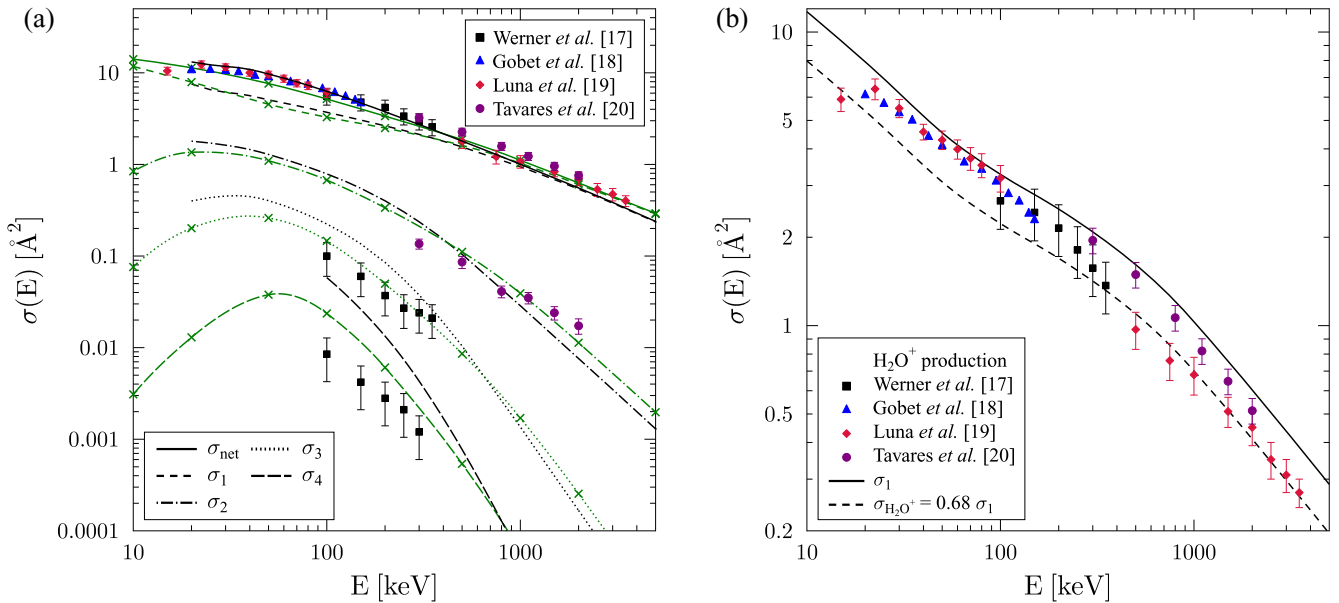 (a)
σ(E) [Å²]
10
1
0.1
0.01
0.001
0.0001
10
100
1000
E [keV]
Werner et al. [17]
Gobet et al. [18]
Luna et al. [19]
Tavares et al. [20]
σnet
σ1
σ2
σ3
σ4
(b)
σ(E) [Å²]
10
5
2
1
0.5
0.2
10
100
1000
E [keV]
H₂O⁺ production
Werner et al. [17]
Gobet et al. [18]
Luna et al. [19]
Tavares et al. [20]
σ₁
σH₂O⁺ = 0.68 σ₁